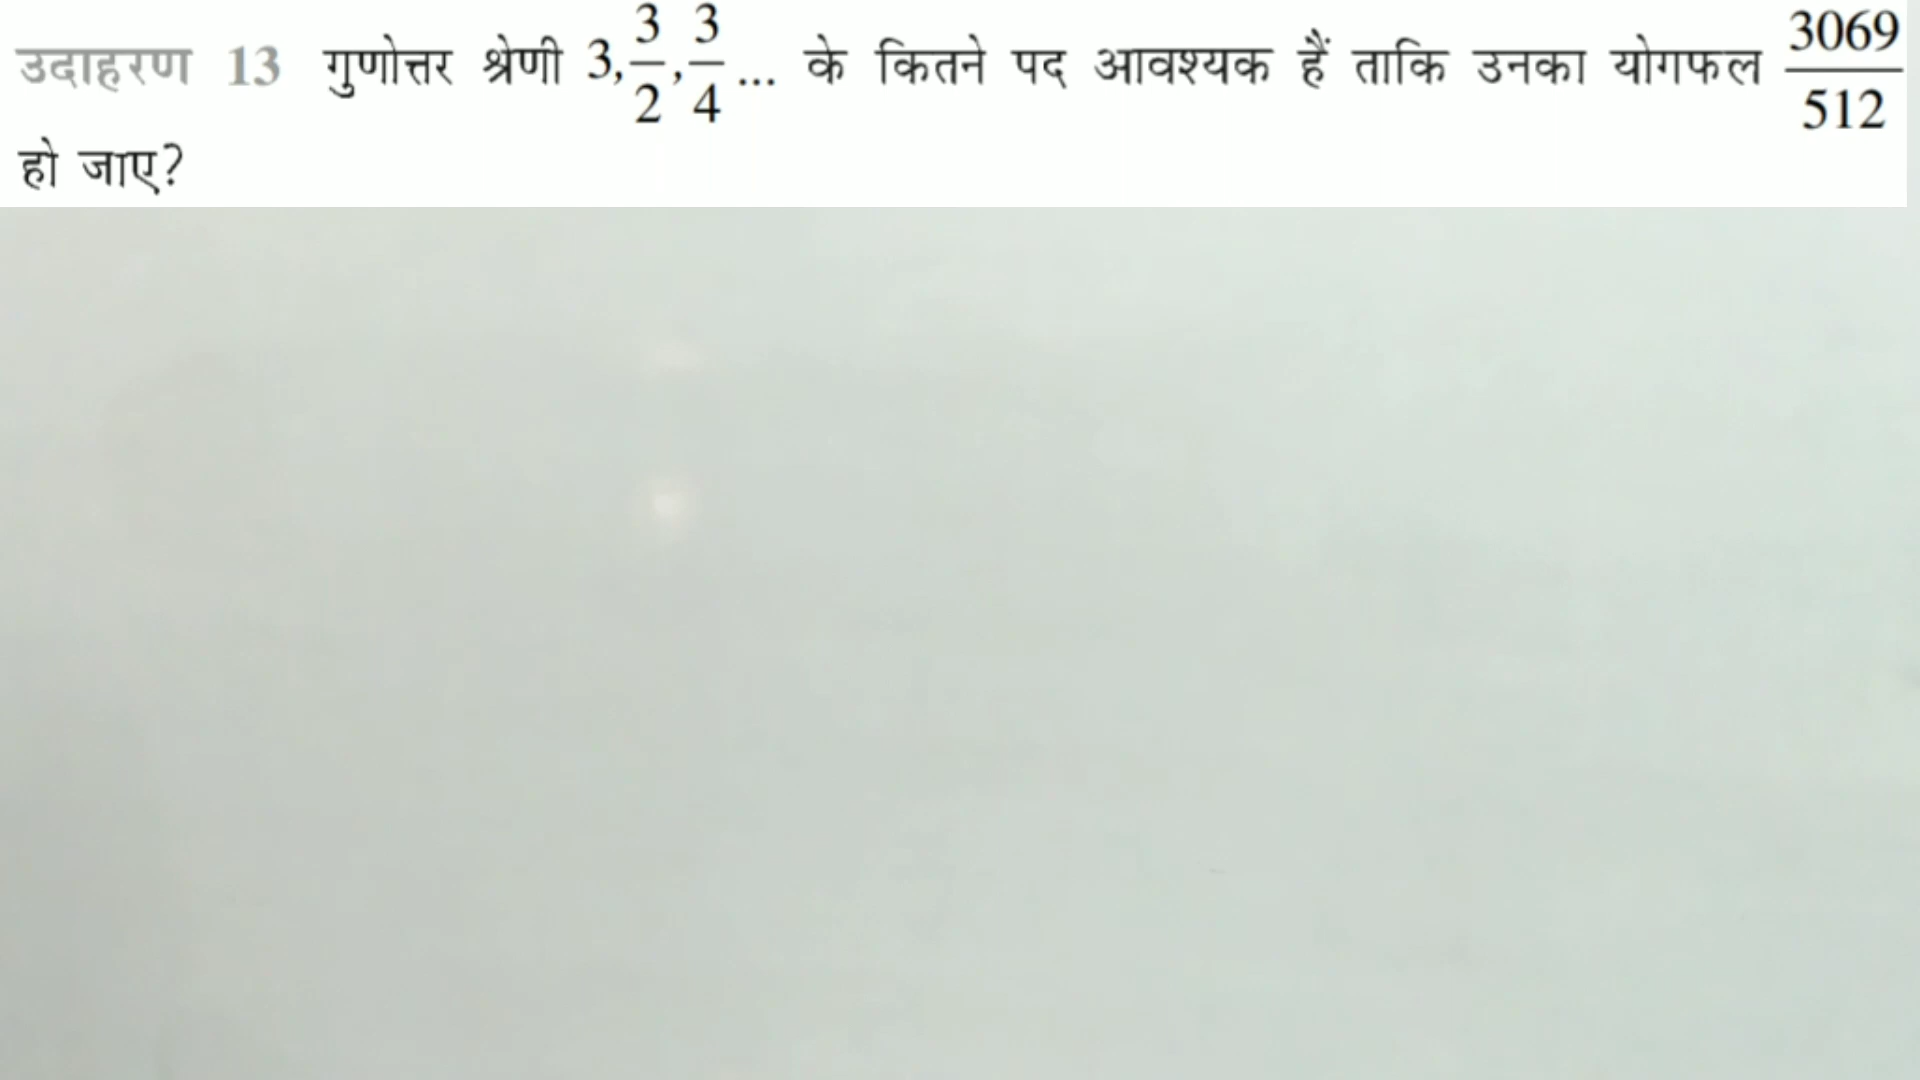 उदाहरण 13 गुणोत्तर श्रेणी 3, 3/2, 3/4 ... के कितने पद आवश्यक हैं ताकि उनका योगफल 3069/512
हो जाए?